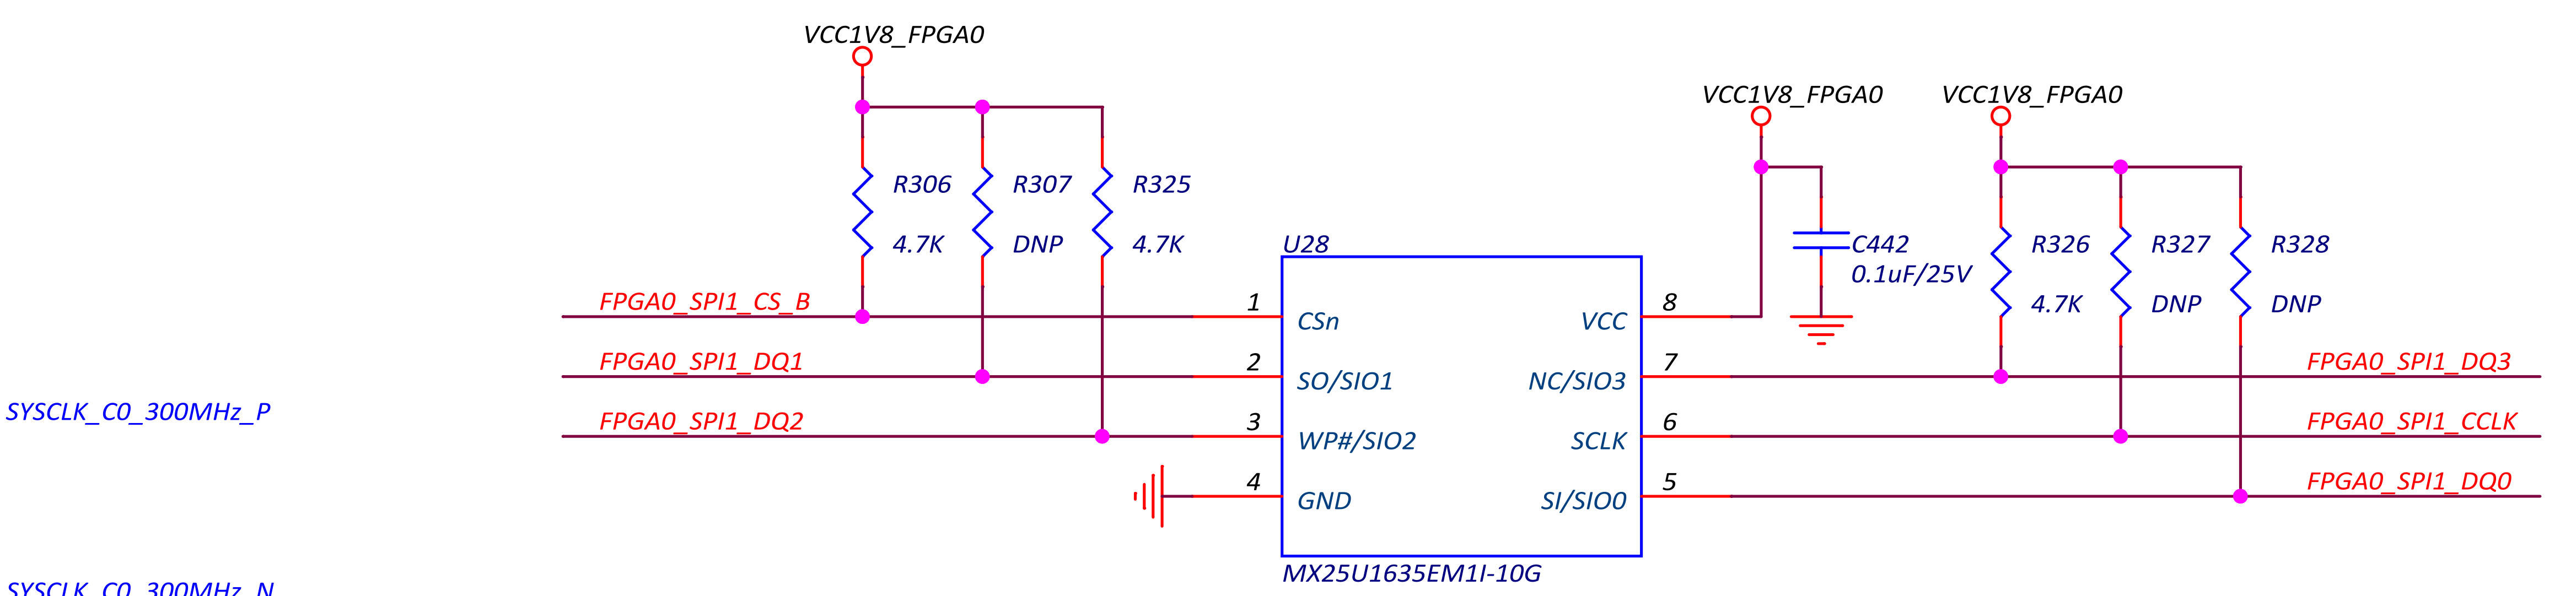 VCC1V8_FPGA0
VCC1V8_FPGA0
VCC1V8_FPGA0
R306
R307
R325
4.7K
DNP
4.7K
U28
C442
0.1uF/25V
R326
R327
R328
4.7K
DNP
DNP
FPGA0_SPI1_CS_B
1
CSn
VCC
8
FPGA0_SPI1_DQ1
2
SO/SIO1
NC/SIO3
7
FPGA0_SPI1_DQ3
SYSCLK_C0_300MHz_P
FPGA0_SPI1_DQ2
3
WP#/SIO2
SCLK
6
FPGA0_SPI1_CCLK
4
GND
SI/SIO0
5
FPGA0_SPI1_DQ0
MX25U1635EM1I-10G
SYSCLK_C0_300MHz_N